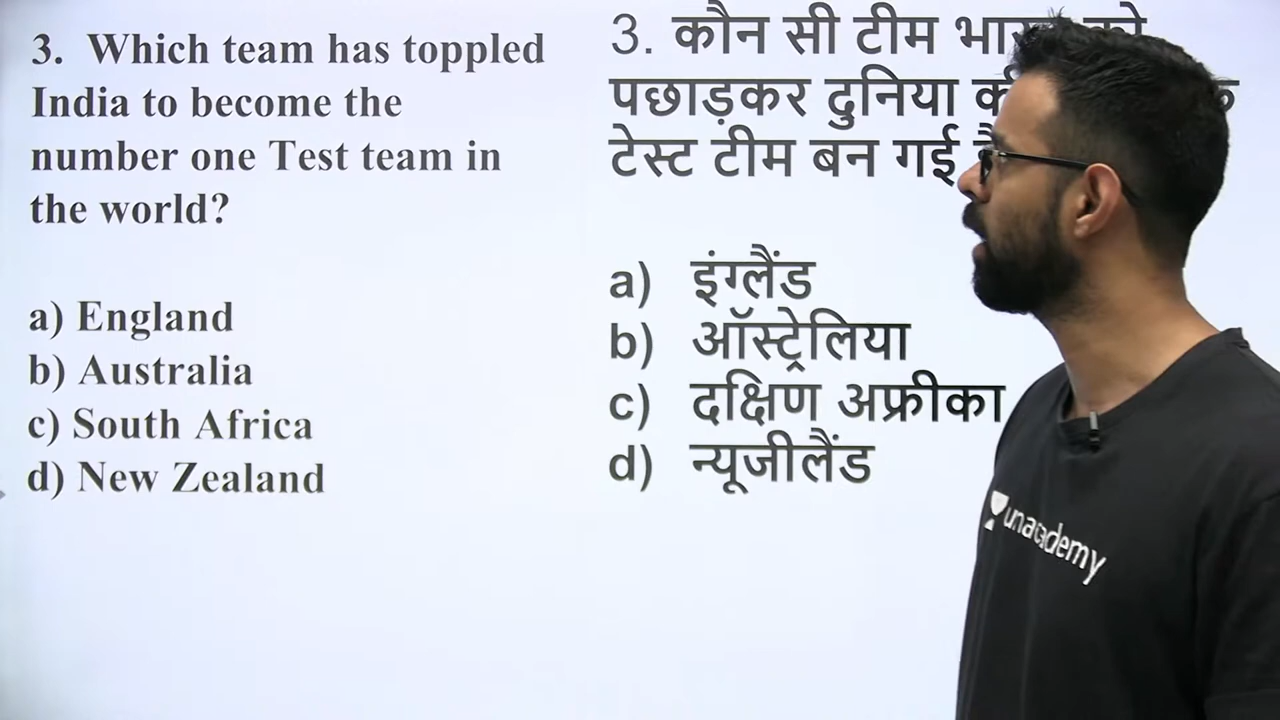 3. Which team has toppled
India to become the
number one Test team in
the world?
a) England
b) Australia
c) South Africa
d) New Zealand
3. कौन सी टीम
पछाड़कर दुनिया
टेस्ट टीम बन गई
a) इंग्लैंड
b) ऑस्ट्रेलिया
c) दक्षिण अफ्रीका
d) न्यूजीलैंड
unacademy